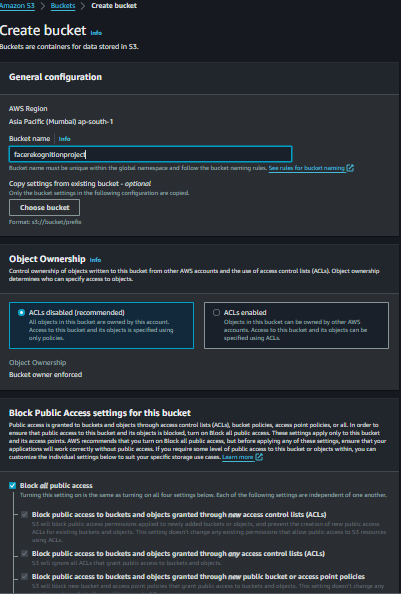 Amazon S3 > Buckets > Create bucket
Create bucket Info
Buckets are containers for data stored in S3.
General configuration
AWS Region
Asia Pacific (Mumbai) ap-south-1
Bucket name Info
facerekognitionproject
Bucket name must be unique within the global namespace and follow the bucket naming rules. See rules for bucket naming
Copy settings from existing bucket - optional
Only the bucket settings in the following configuration are copied.
Choose bucket
Format: s3://bucket/prefix
Object Ownership Info
Control ownership of objects written to this bucket from other AWS accounts and the use of access control lists (ACLs). Object ownership
determines who can specify access to objects.
ACLs disabled (recommended)
All objects in this bucket are owned by this account.
Access to this bucket and its objects is specified using
only policies.
ACLs enabled
Objects in this bucket can be owned by other AWS
accounts. Access to this bucket and its objects can be
specified using ACLs.
Object Ownership
Bucket owner enforced
Block Public Access settings for this bucket
Public access is granted to buckets and objects through access control lists (ACLs), bucket policies, access point policies, or all. In order to
ensure that public access to this bucket and its objects is blocked, turn on Block all public access. These settings apply only to this bucket
and its access points. AWS recommends that you turn on Block all public access, but before applying any of these settings, ensure that your
applications will work correctly without public access. If you require some level of public access to this bucket or objects within, you can
customize the individual settings below to suit your specific storage use cases. Learn more
Block all public access
Turning this setting on is the same as turning on all four settings below. Each of the following settings are independent of one another.
Block public access to buckets and objects granted through new access control lists (ACLs)
S3 will block public access permissions applied to newly added buckets or objects, and prevent the creation of new public access
ACLs for existing buckets and objects. This setting doesn't change any existing permissions that allow public access to S3 resources
using ACLs.
Block public access to buckets and objects granted through any access control lists (ACLs)
S3 will ignore all ACLs that grant public access to buckets and objects.
Block public access to buckets and objects granted through new public bucket or access point policies
S3 will block new bucket and access point policies that grant public access to buckets and objects. This setting doesn't change any